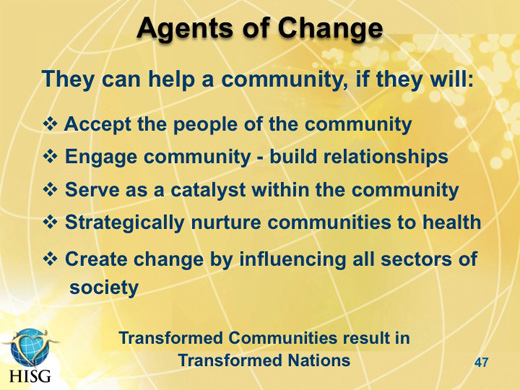 Agents of Change
They can help a community, if they will:
❖ Accept the people of the community
❖ Engage community - build relationships
❖ Serve as a catalyst within the community
❖ Strategically nurture communities to health
❖ Create change by influencing all sectors of
society
Transformed Communities result in
Transformed Nations
47
HISG